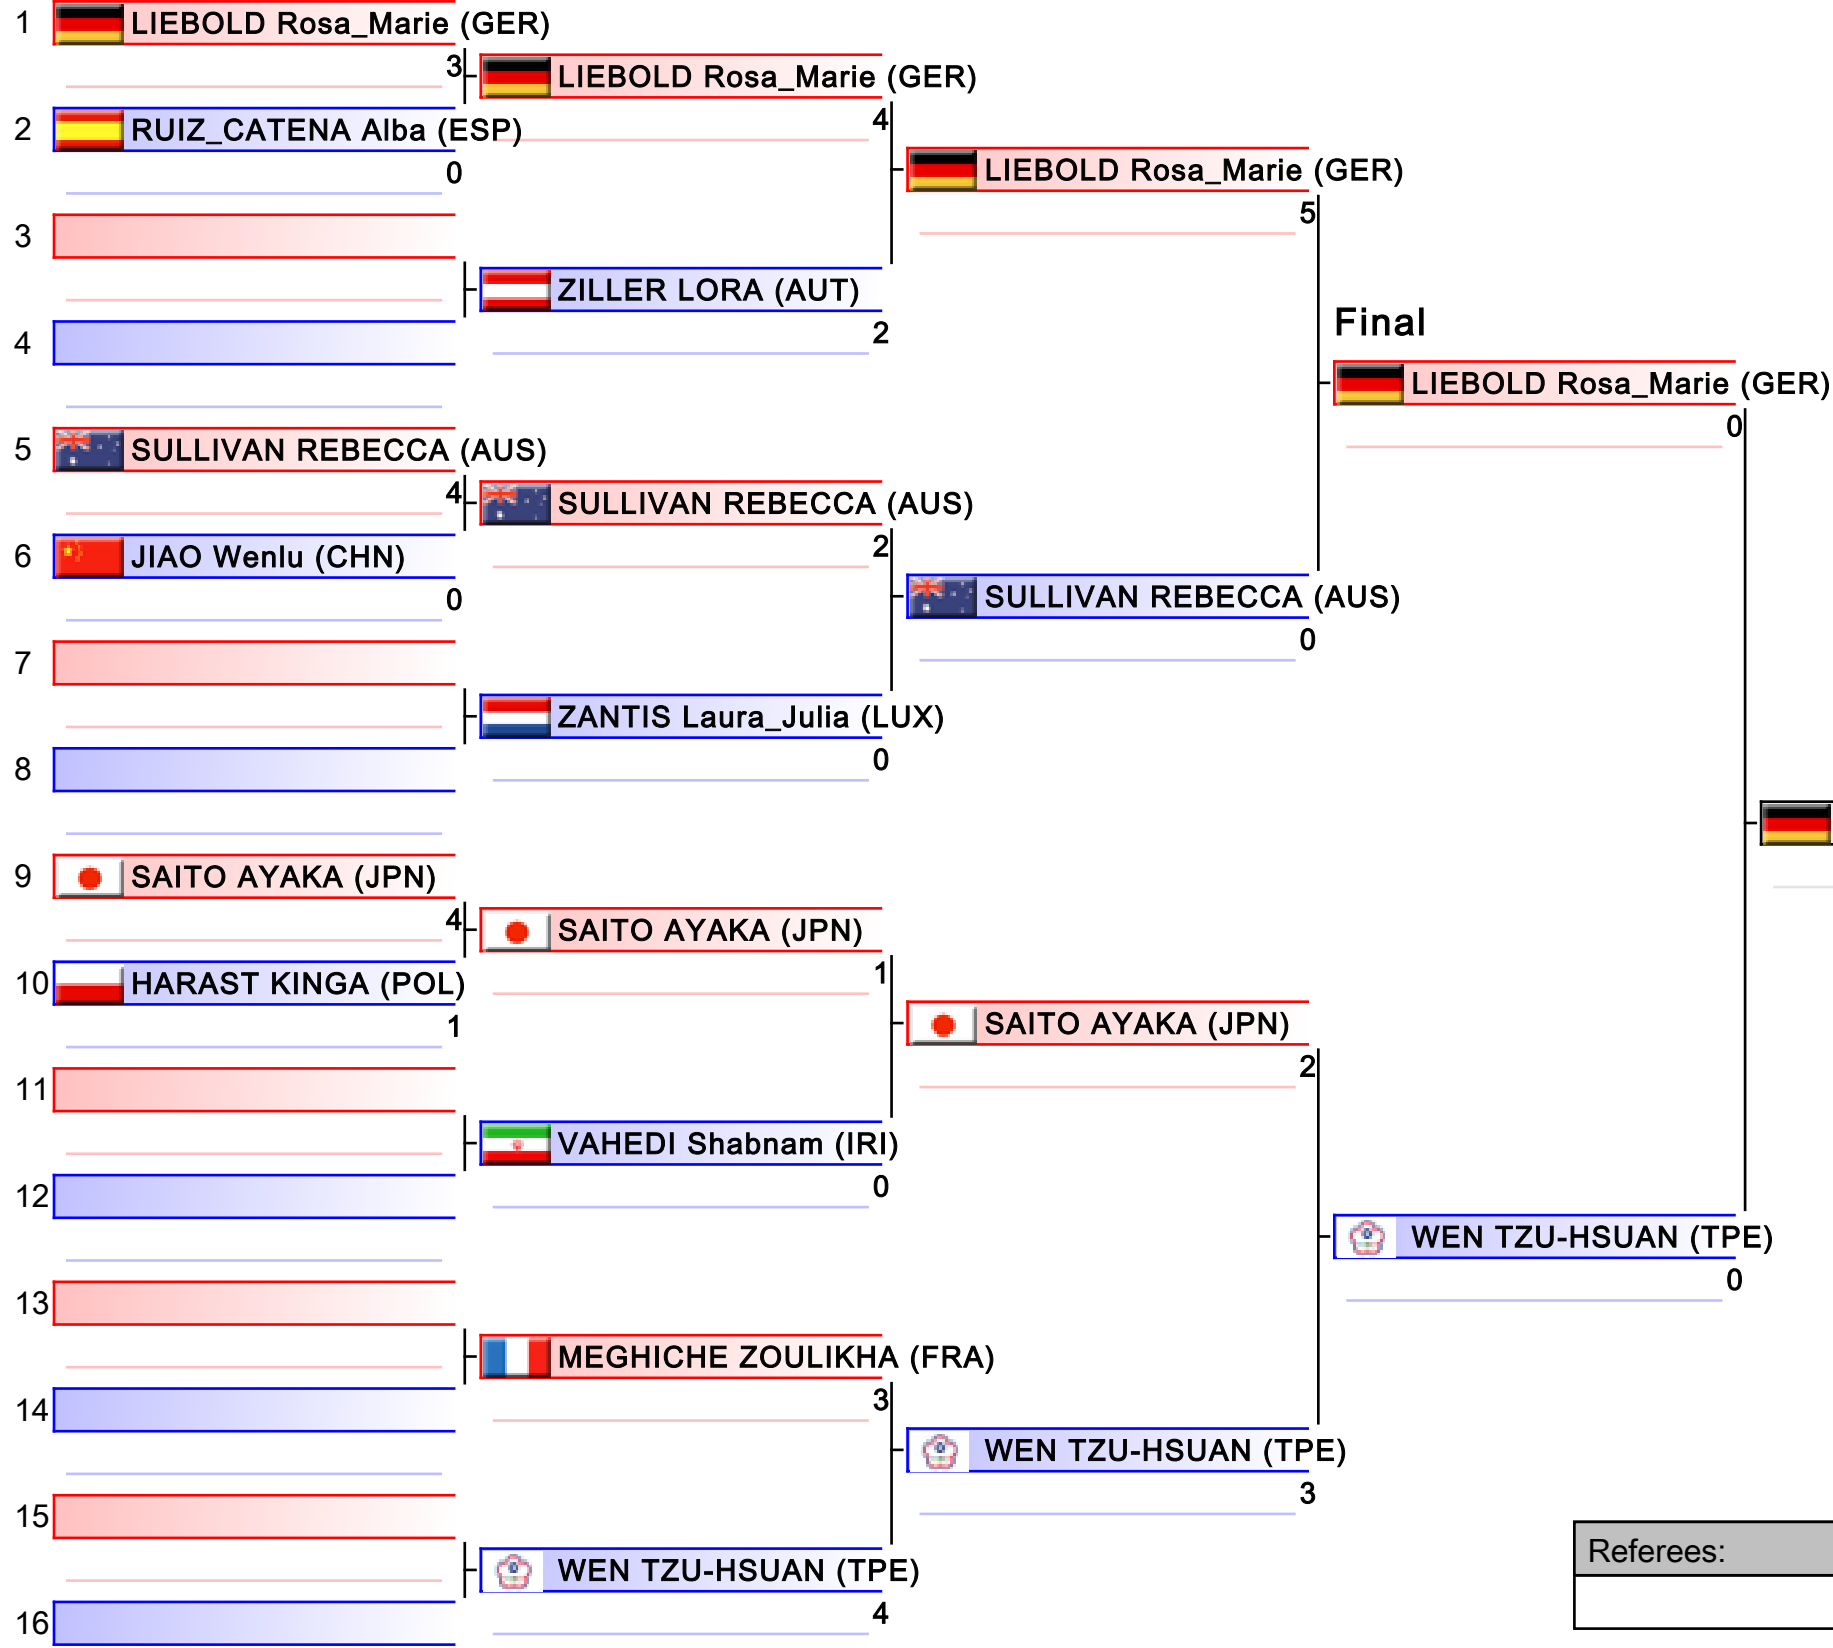 1
LIEBOLD Rosa_Marie (GER)
3
LIEBOLD Rosa_Marie (GER)
4
2
RUIZ_CATENA Alba (ESP)
0
LIEBOLD Rosa_Marie (GER)
5
3
ZILLER LORA (AUT)
2
4
Final
LIEBOLD Rosa_Marie (GER)
0
5
SULLIVAN REBECCA (AUS)
4
SULLIVAN REBECCA (AUS)
2
6
JIAO Wenlu (CHN)
0
SULLIVAN REBECCA (AUS)
0
7
ZANTIS Laura_Julia (LUX)
0
8
9
SAITO AYAKA (JPN)
4
SAITO AYAKA (JPN)
1
10
HARAST KINGA (POL)
1
SAITO AYAKA (JPN)
2
11
VAHEDI Shabnam (IRI)
0
12
WEN TZU-HSUAN (TPE)
0
13
MEGHICHE ZOULIKHA (FRA)
3
14
WEN TZU-HSUAN (TPE)
3
15
WEN TZU-HSUAN (TPE)
4
16
Referees: